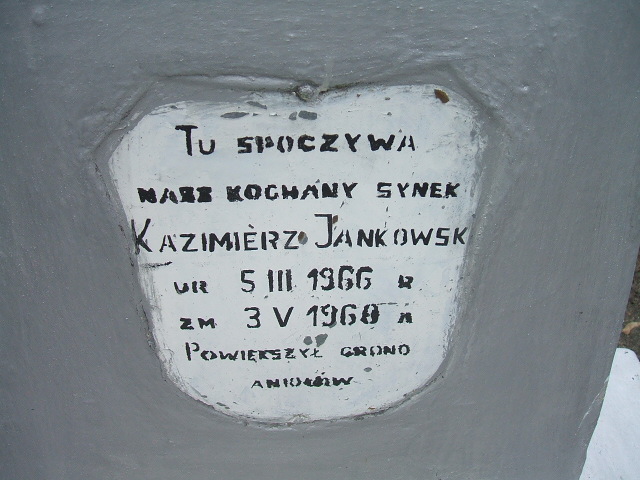 TU SPOCZYWA
NASZ KOCHANY SYNEK
KAZIMIERZ JANKOWSK
UR 5 III 1966 R
ZM 3 V 1968 R
POWIĘKSZYŁ GRONO
ANIOŁÓW